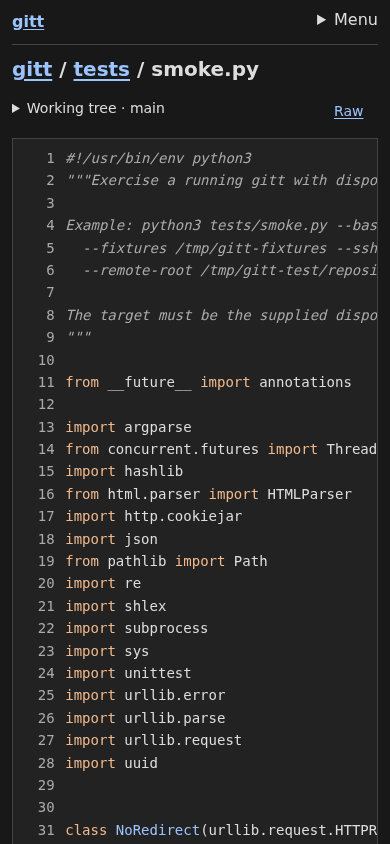 gitt
▶ Menu
gitt / tests / smoke.py
▶ Working tree · main
Raw
1 #!/usr/bin/env python3
2 """Exercise a running gitt with dispo
3
4 Example: python3 tests/smoke.py --bas
5   --fixtures /tmp/gitt-fixtures --ssh
6   --remote-root /tmp/gitt-test/reposi
7
8 The target must be the supplied dispo
9 """
10
11 from __future__ import annotations
12
13 import argparse
14 from concurrent.futures import Thread
15 import hashlib
16 from html.parser import HTMLParser
17 import http.cookiejar
18 import json
19 from pathlib import Path
20 import re
21 import shlex
22 import subprocess
23 import sys
24 import unittest
25 import urllib.error
26 import urllib.parse
27 import urllib.request
28 import uuid
29
30
31 class NoRedirect(urllib.request.HTTPR